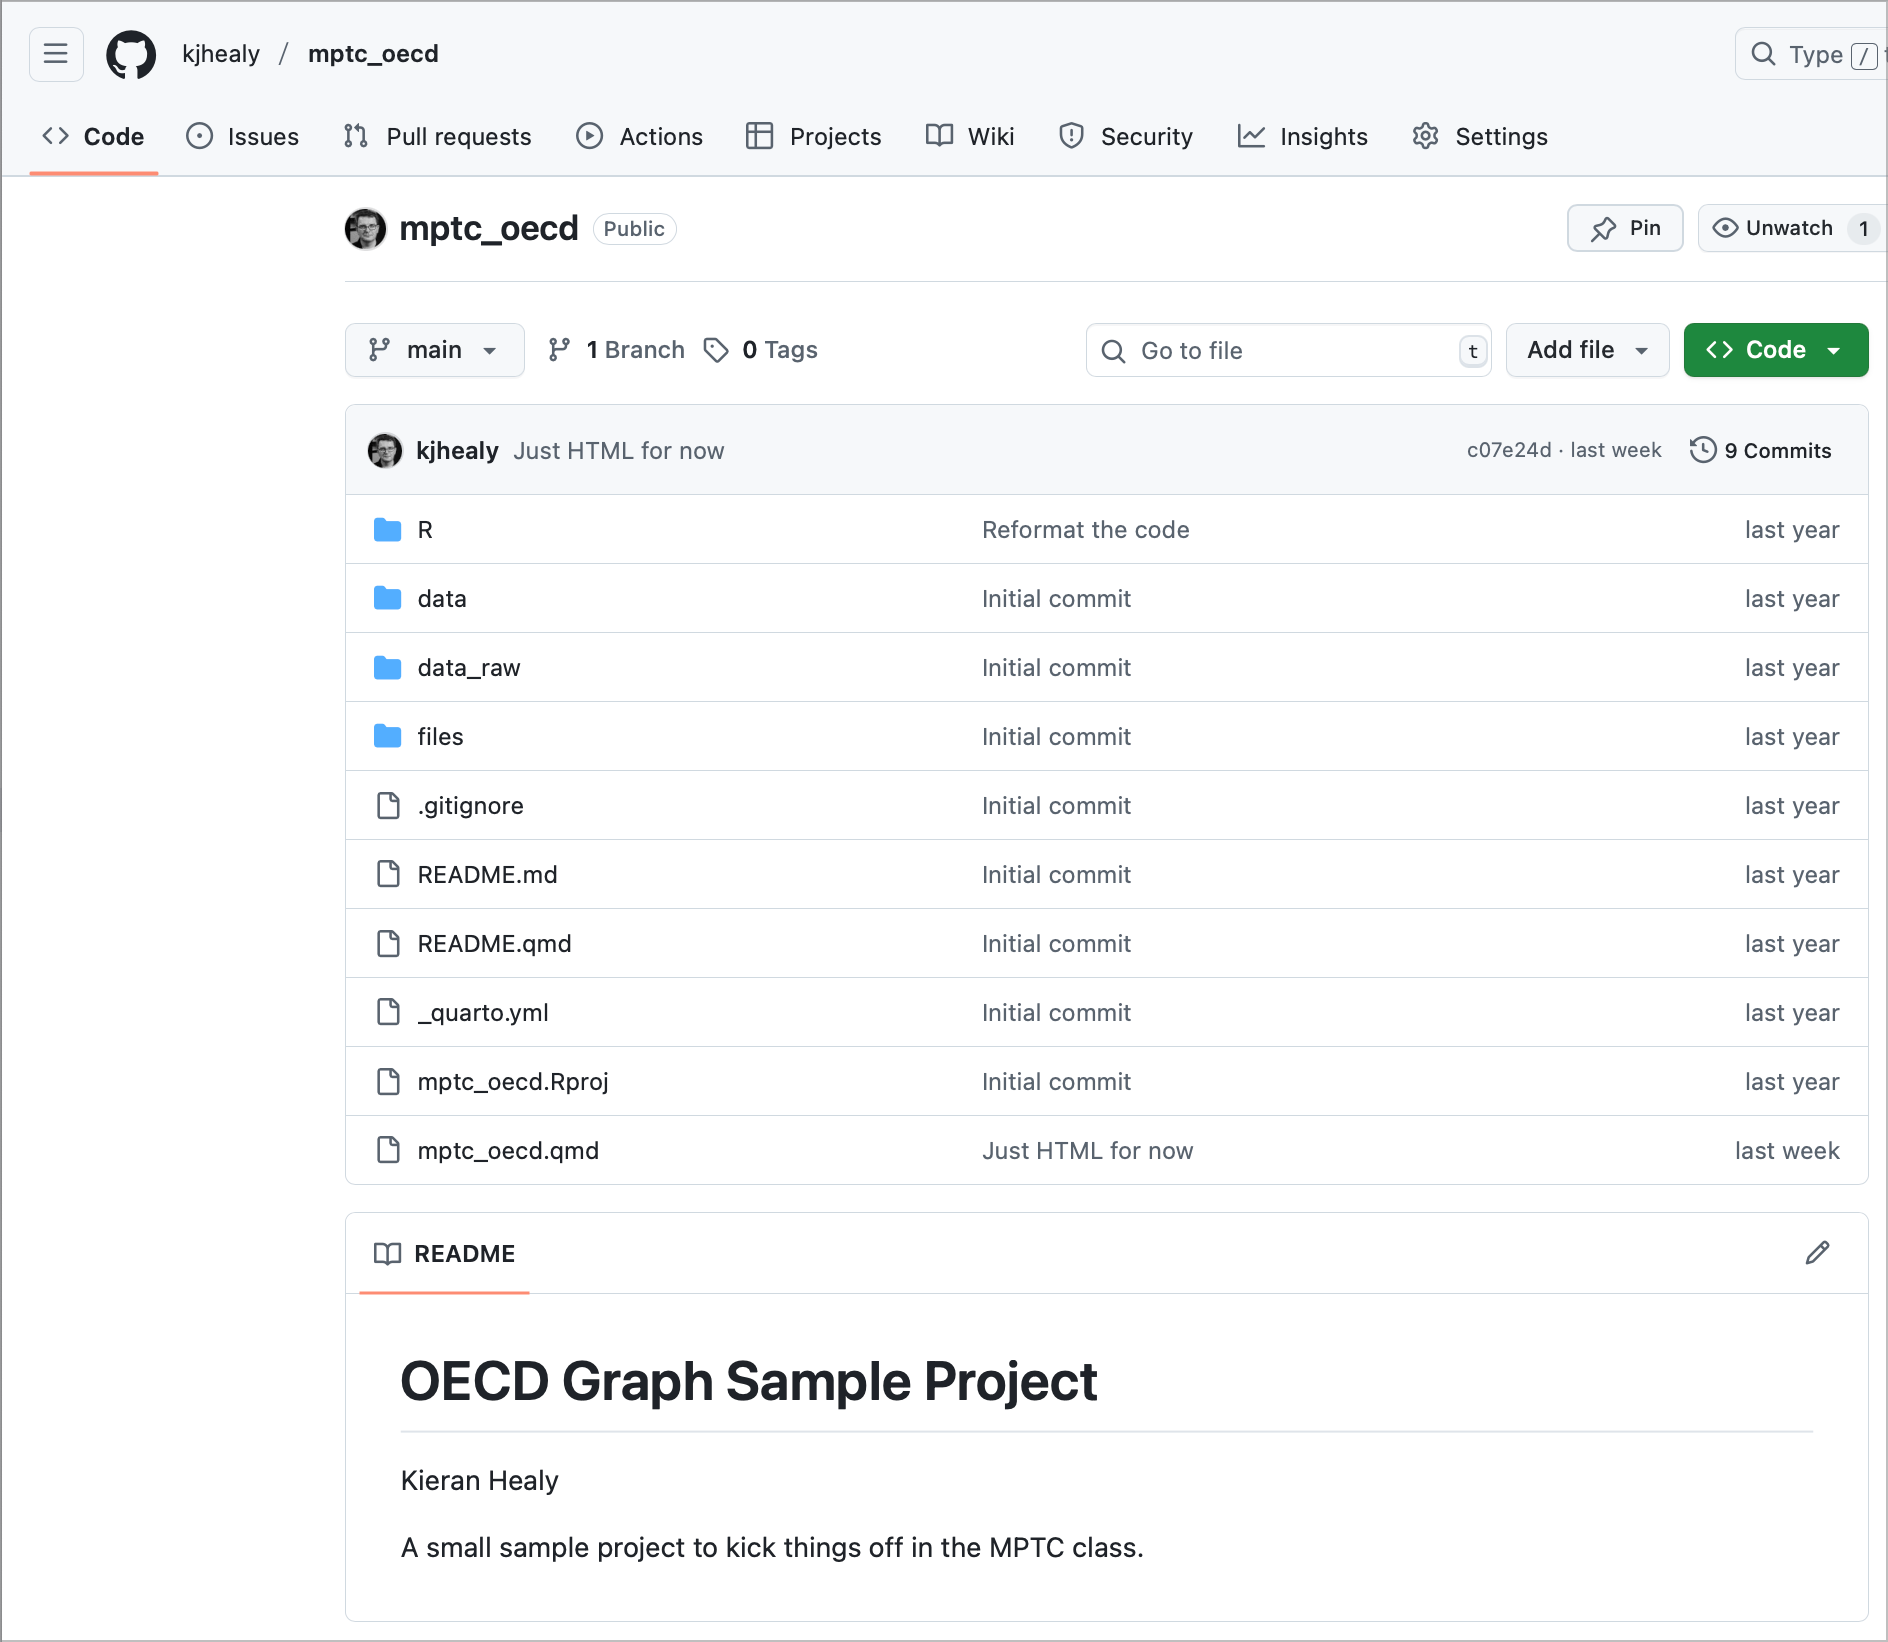 kjhealy / mptc_oecd
Type /
Code Issues Pull requests Actions Projects Wiki Security Insights Settings
mptc_oecd Public Pin Unwatch 1
main 1 Branch 0 Tags Go to file t Add file Code
kjhealy Just HTML for now c07e24d · last week 9 Commits
R Reformat the code last year
data Initial commit last year
data_raw Initial commit last year
files Initial commit last year
.gitignore Initial commit last year
README.md Initial commit last year
README.qmd Initial commit last year
_quarto.yml Initial commit last year
mptc_oecd.Rproj Initial commit last year
mptc_oecd.qmd Just HTML for now last week
README
OECD Graph Sample Project
Kieran Healy
A small sample project to kick things off in the MPTC class.